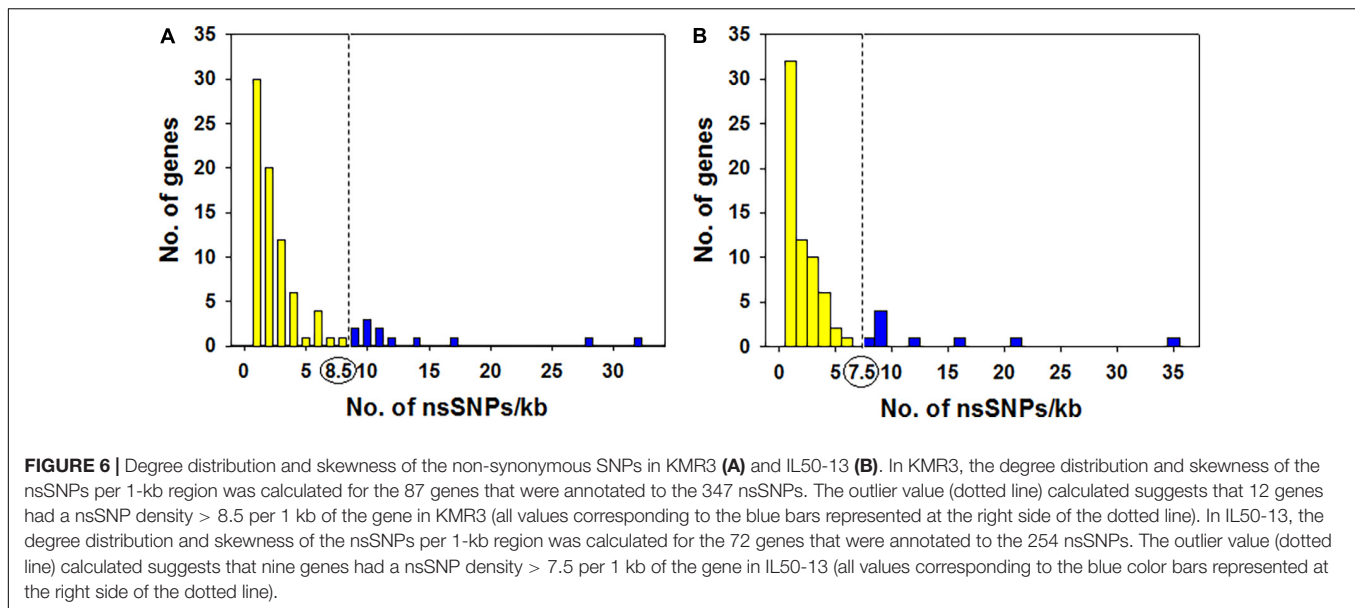 A
No. of genes
35
30
25
20
15
10
5
0
0 5 8.5 10 15 20 25 30
No. of nsSNPs/kb
B
No. of genes
35
30
25
20
15
10
5
0
0 5 7.5 10 15 20 25 30 35
No. of nsSNPs/kb
FIGURE 6 | Degree distribution and skewness of the non-synonymous SNPs in KMR3 (A) and IL50-13 (B). In KMR3, the degree distribution and skewness of the
nsSNPs per 1-kb region was calculated for the 87 genes that were annotated to the 347 nsSNPs. The outlier value (dotted line) calculated suggests that 12 genes
had a nsSNP density > 8.5 per 1 kb of the gene in KMR3 (all values corresponding to the blue bars represented at the right side of the dotted line). In IL50-13, the
degree distribution and skewness of the nsSNPs per 1-kb region was calculated for the 72 genes that were annotated to the 254 nsSNPs. The outlier value (dotted
line) calculated suggests that nine genes had a nsSNP density > 7.5 per 1 kb of the gene in IL50-13 (all values corresponding to the blue color bars represented at
the right side of the dotted line).